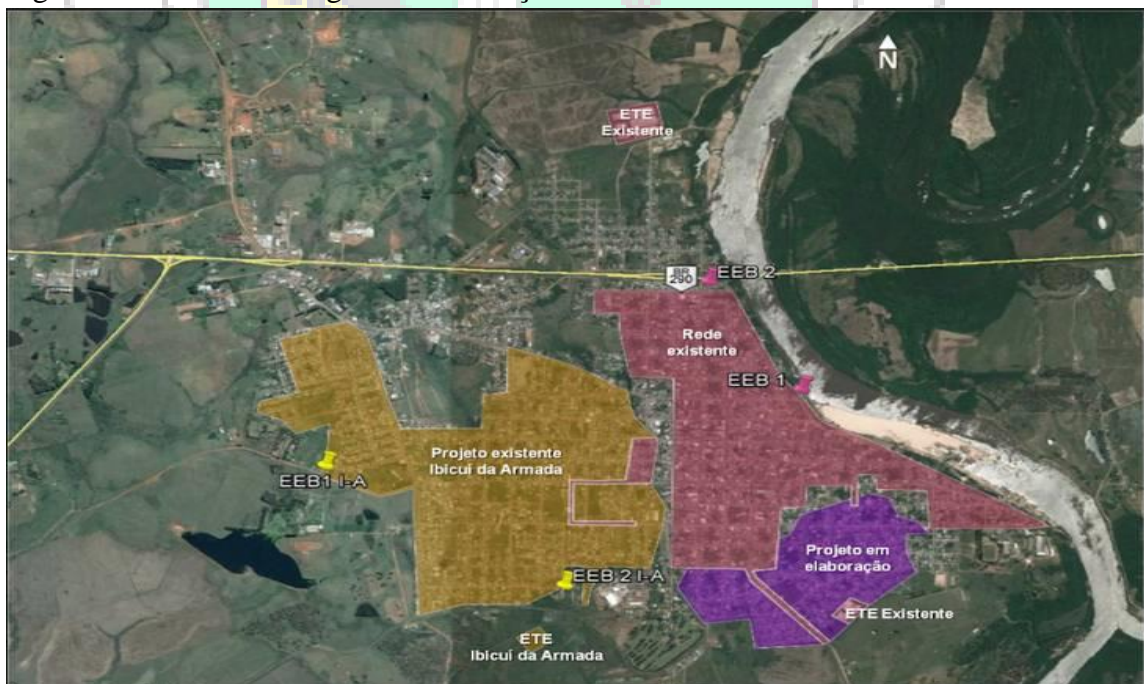 N
ETE
Existente
BR
290
EEB 2
Rede
existente
EEB 1
Projeto existente
Ibicuí da Armada
EEB1 I-A
Projeto em
elaboração
EEB 2 I-A
ETE Existente
ETE
Ibicuí da Armada